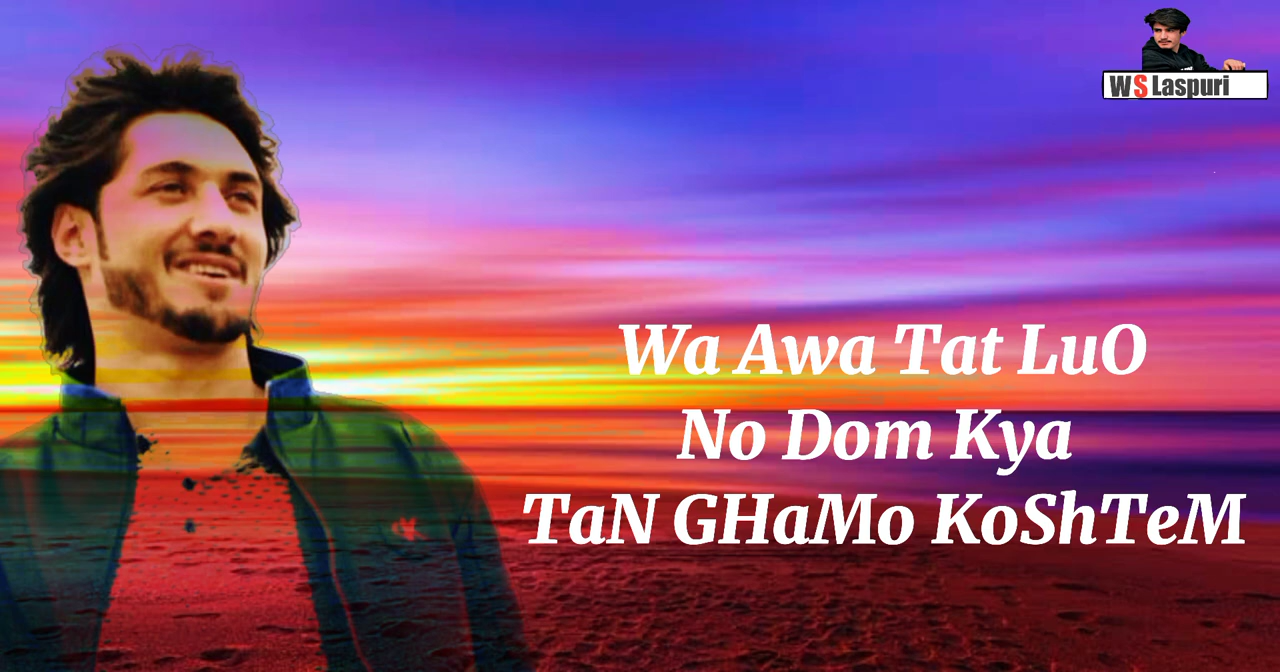 WS Laspuri
Wa Awa Tat LuO
No Dom Kya
TaN GHaMo KoShTeM